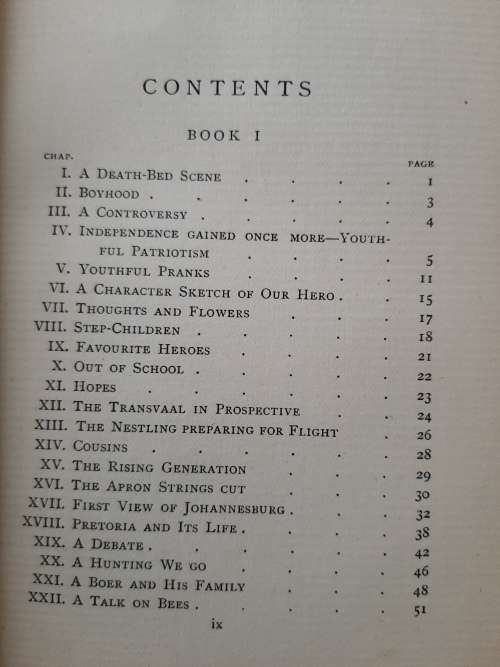 CONTENTS
BOOK I
CHAP. PAGE
I. A DEATH-BED SCENE . . . . 1
II. BOYHOOD . . . . . . 3
III. A CONTROVERSY . . . . . 4
IV. INDEPENDENCE GAINED ONCE MORE—YOUTH-
FUL PATRIOTISM . . . . 5
V. YOUTHFUL PRANKS . . . . 11
VI. A CHARACTER SKETCH OF OUR HERO . . 15
VII. THOUGHTS AND FLOWERS . . . 17
VIII. STEP-CHILDREN . . . . . 18
IX. FAVOURITE HEROES . . . . 21
X. OUT OF SCHOOL . . . . . 22
XI. HOPES . . . . . . 23
XII. THE TRANSVAAL IN PROSPECTIVE . . 24
XIII. THE NESTLING PREPARING FOR FLIGHT . 26
XIV. COUSINS . . . . . . 28
XV. THE RISING GENERATION . . . 29
XVI. THE APRON STRINGS CUT . . . 30
XVII. FIRST VIEW OF JOHANNESBURG . . . 32
XVIII. PRETORIA AND ITS LIFE . . . . 38
XIX. A DEBATE . . . . . . 42
XX. A HUNTING WE GO . . . . 46
XXI. A BOER AND HIS FAMILY . . . 48
XXII. A TALK ON BEES . . . . . 51
ix